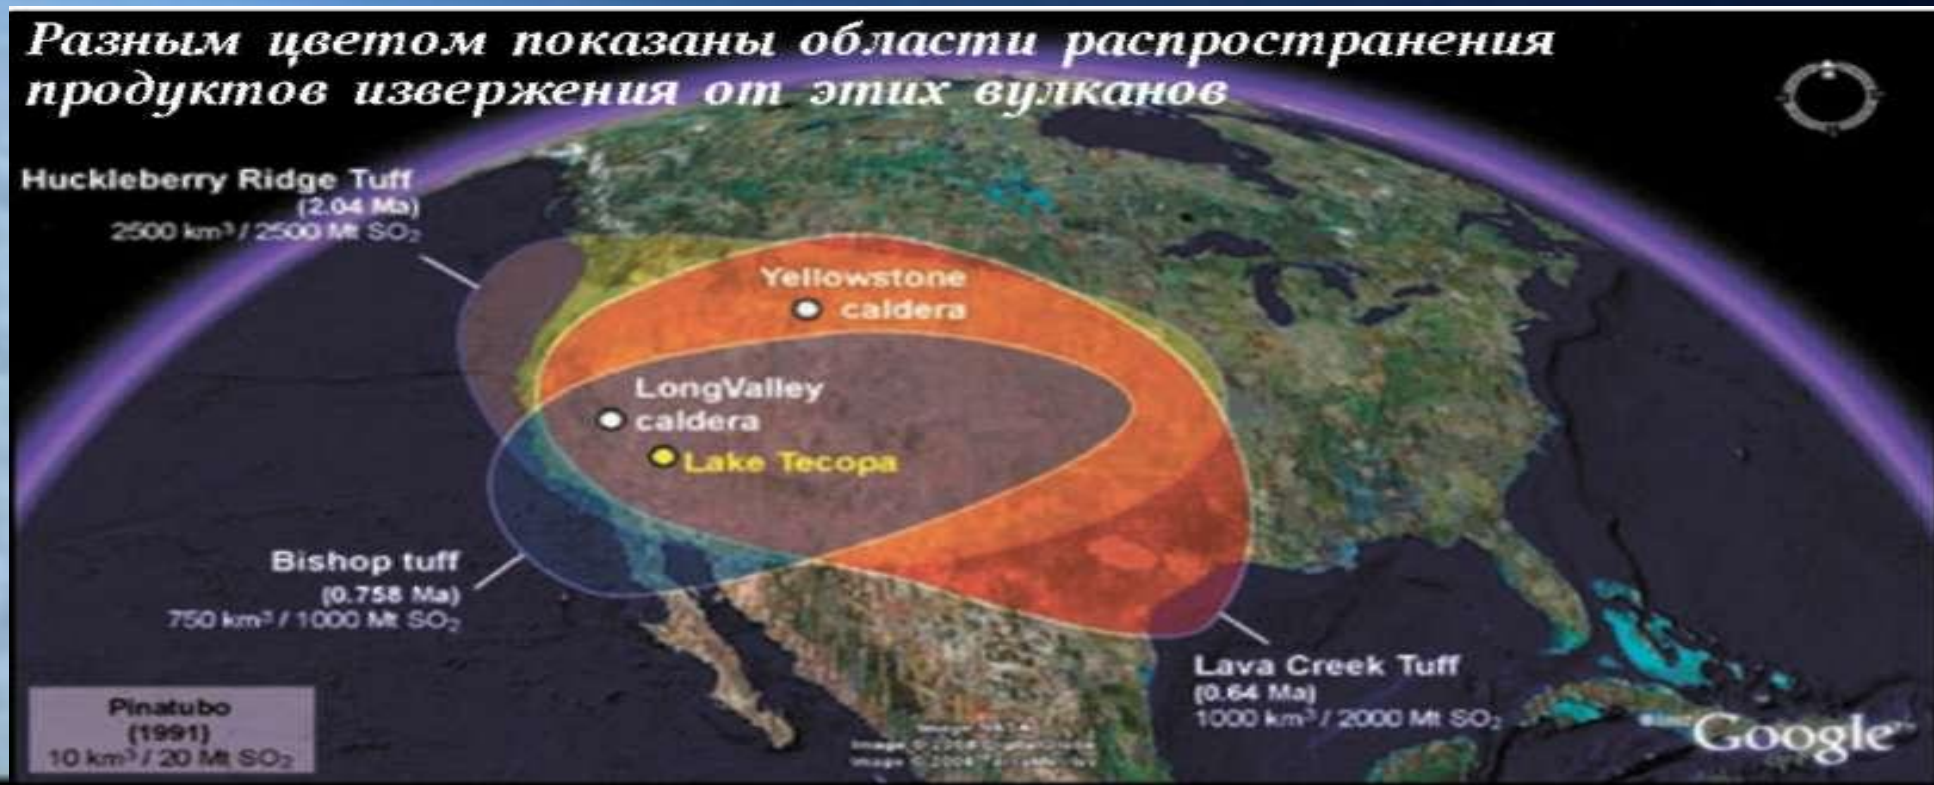 Разным цветом показаны области распространения
продуктов извержения от этих вулканов
Huckleberry Ridge Tuff
(2.04 Ma)
2500 km³ / 2500 Mt SO₂
Yellowstone
caldera
LongValley
caldera
Lake Tecopa
Bishop tuff
(0.758 Ma)
750 km³ / 1000 Mt SO₂
Lava Creek Tuff
(0.64 Ma)
1000 km³ / 2000 Mt SO₂
Pinatubo
(1991)
10 km³ / 20 Mt SO₂
Image
Image
Google